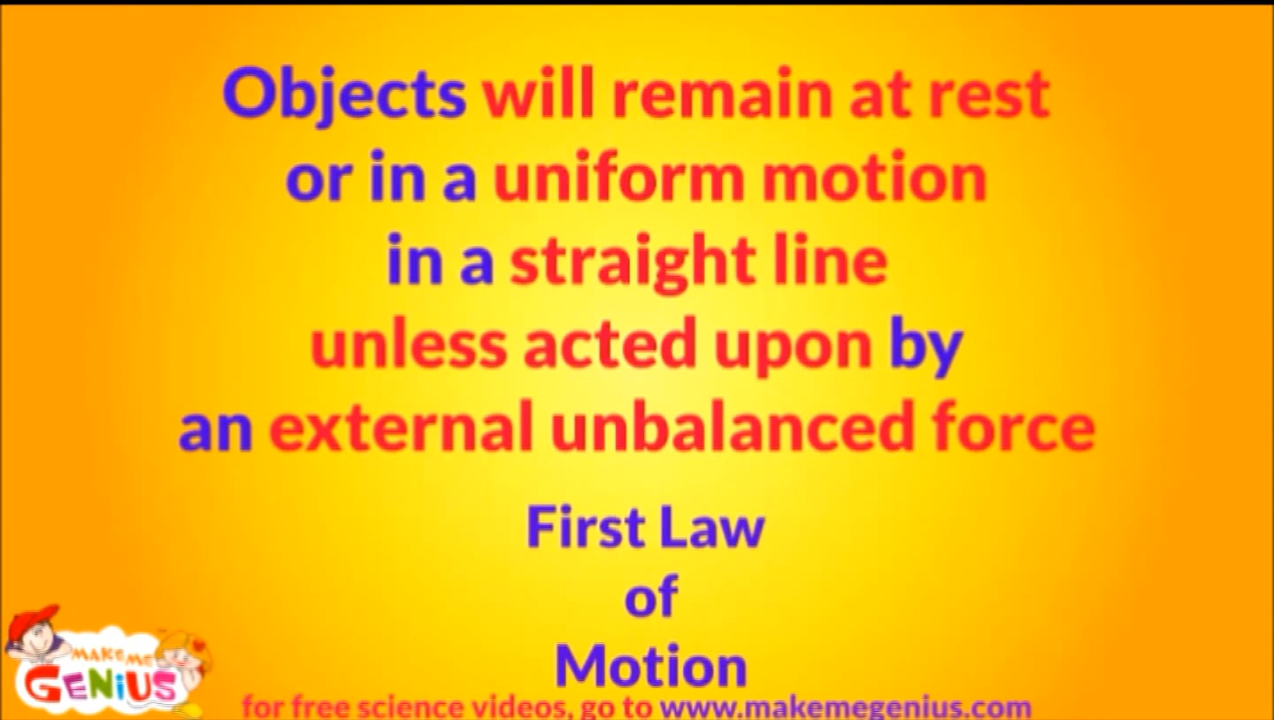 Objects will remain at rest
or in a uniform motion
in a straight line
unless acted upon by
an external unbalanced force
First Law
of
Motion
MAKE ME
GENiUS
for free science videos, go to www.makemegenius.com